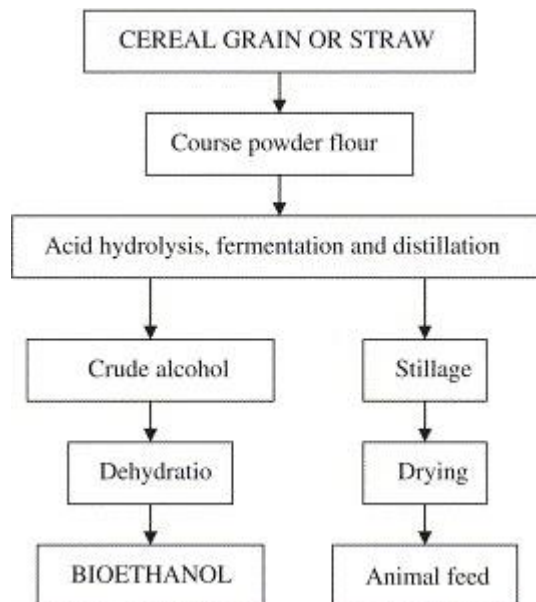 CEREAL GRAIN OR STRAW
Course powder flour
Acid hydrolysis, fermentation and distillation
Crude alcohol
Stillage
Dehydratio
Drying
BIOETHANOL
Animal feed